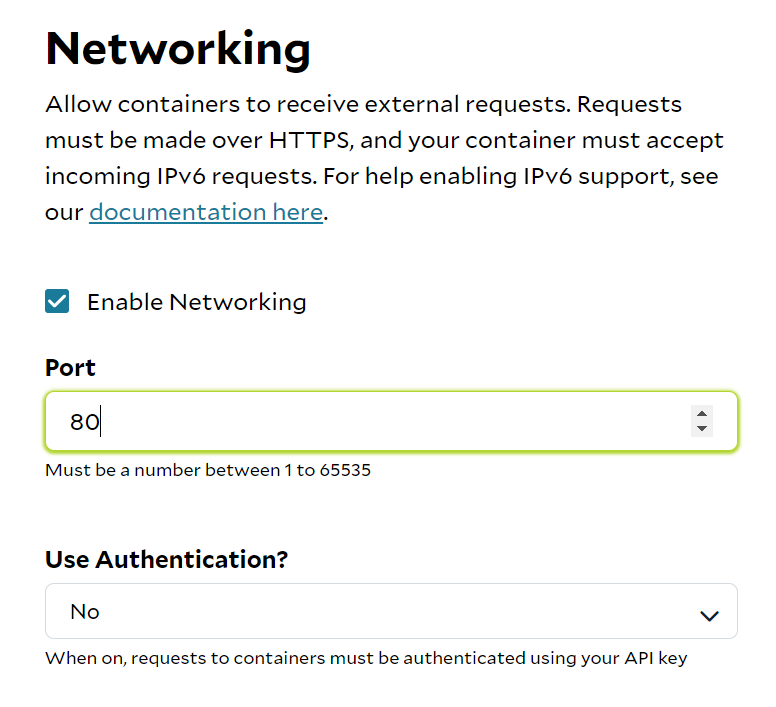 Networking
Allow containers to receive external requests. Requests
must be made over HTTPS, and your container must accept
incoming IPv6 requests. For help enabling IPv6 support, see
our documentation here.
Enable Networking
Port
80
Must be a number between 1 to 65535
Use Authentication?
No
When on, requests to containers must be authenticated using your API key